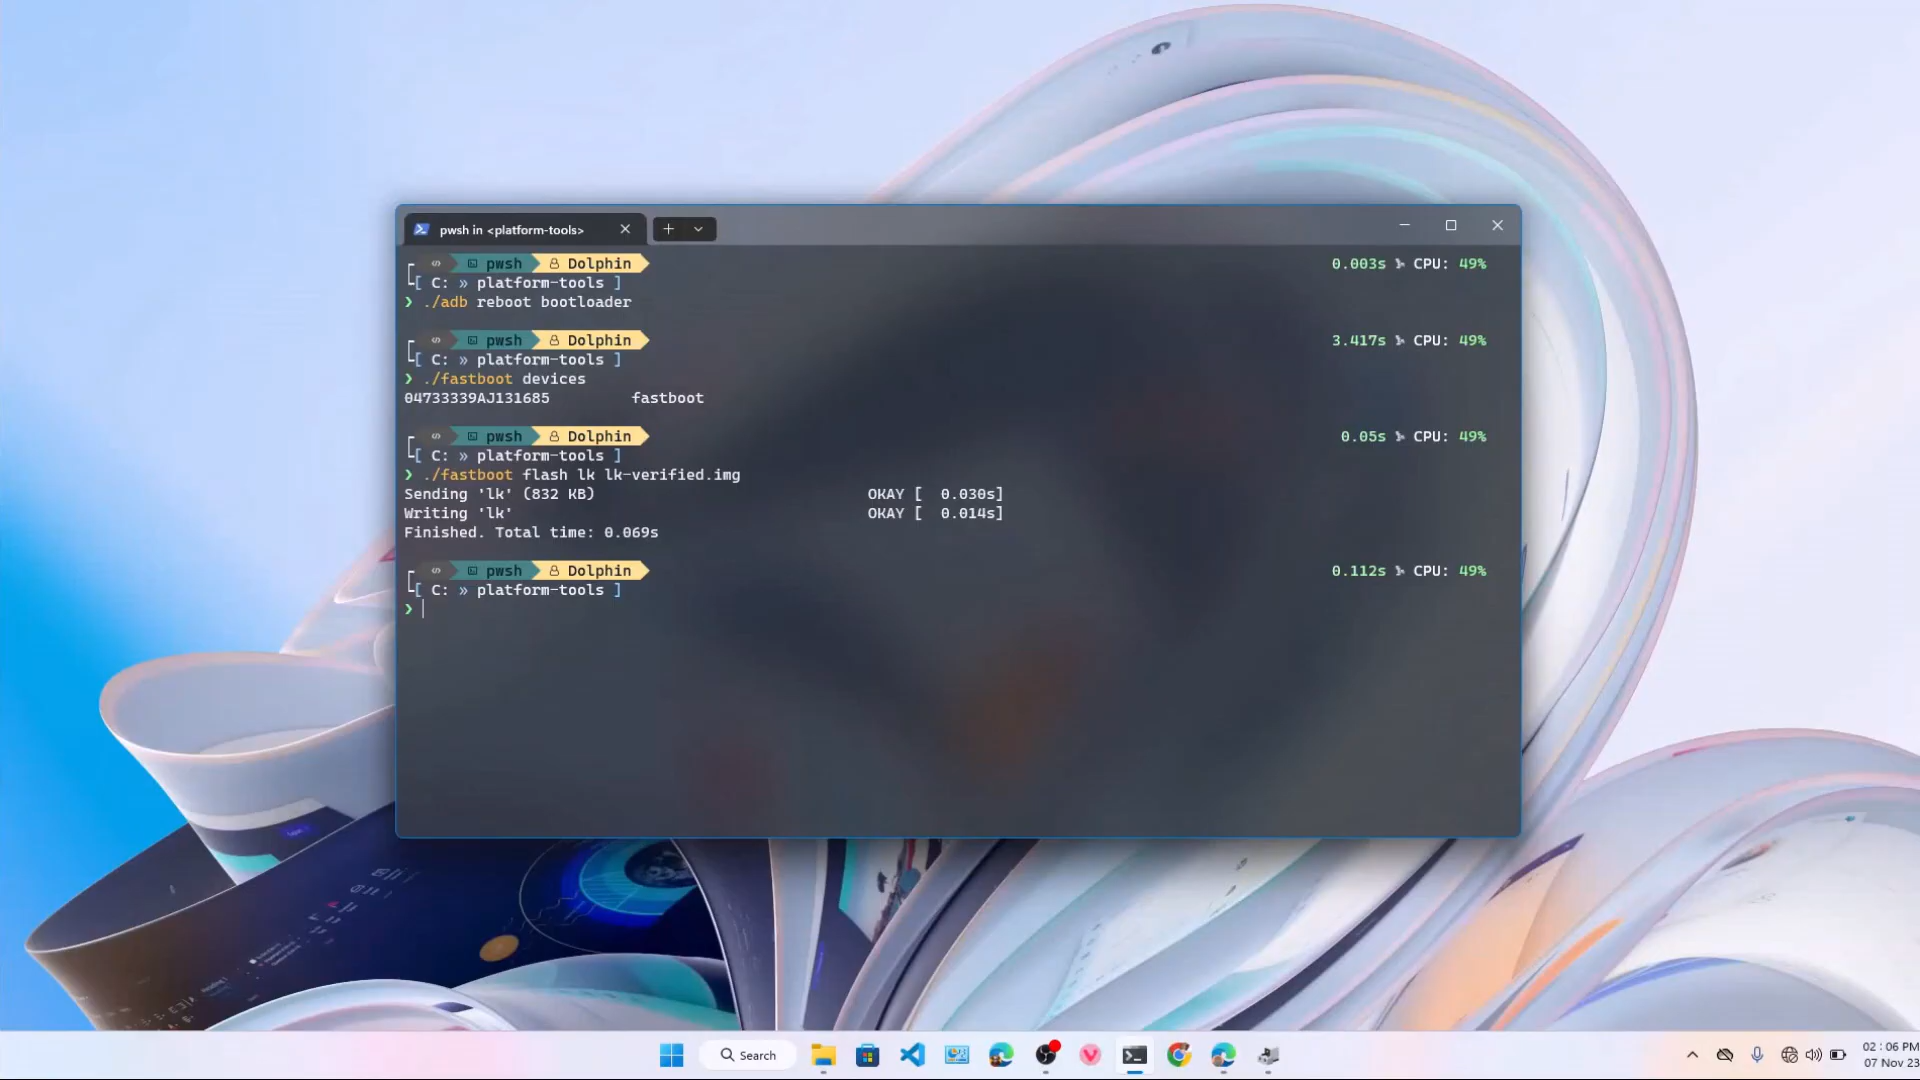 pwsh in <platform-tools>
pwsh Dolphin 0.003s CPU: 49%
[ C: » platform-tools ]
❯ ./adb reboot bootloader
pwsh Dolphin 3.417s CPU: 49%
[ C: » platform-tools ]
❯ ./fastboot devices
04733339AJ131685 fastboot
pwsh Dolphin 0.05s CPU: 49%
[ C: » platform-tools ]
❯ ./fastboot flash lk lk-verified.img
Sending 'lk' (832 KB) OKAY [ 0.030s]
Writing 'lk' OKAY [ 0.014s]
Finished. Total time: 0.069s
pwsh Dolphin 0.112s CPU: 49%
[ C: » platform-tools ]
❯
Search
02 : 06 PM
07 Nov 23